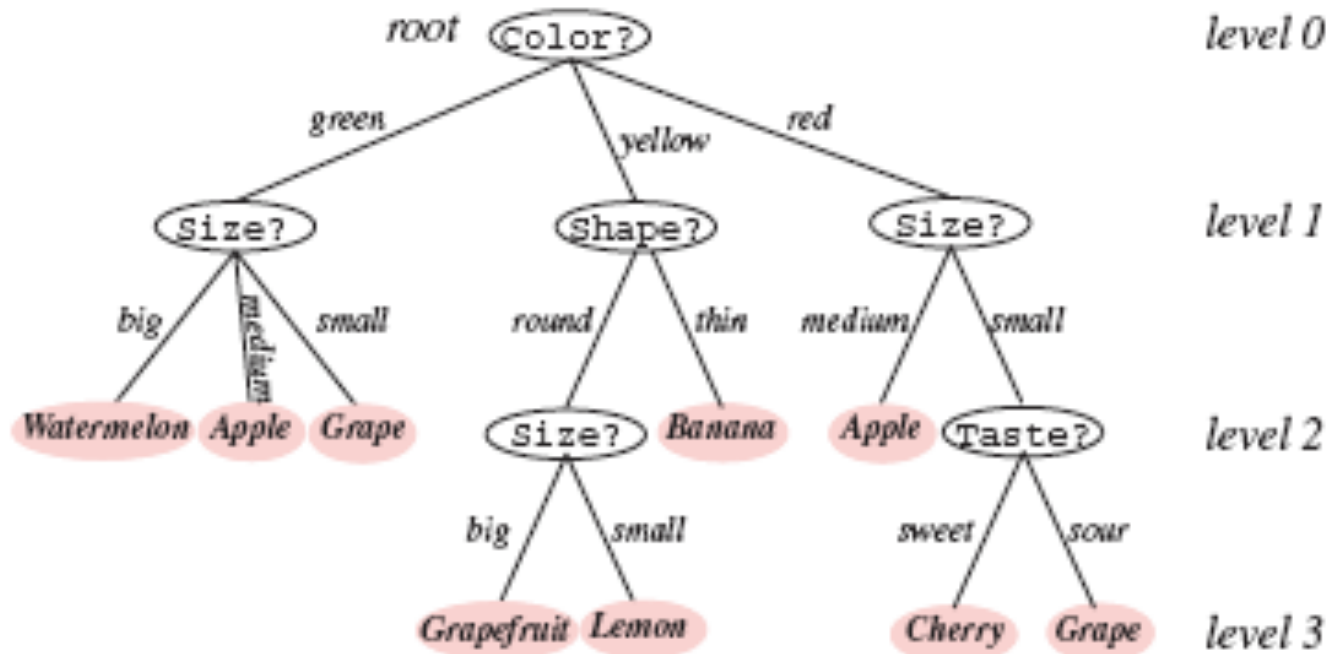 root Color? level 0
green yellow red
Size? Shape? Size? level 1
big medium small round thin medium small
Watermelon Apple Grape Size? Banana Apple Taste? level 2
big small sweet sour
Grapefruit Lemon Cherry Grape level 3